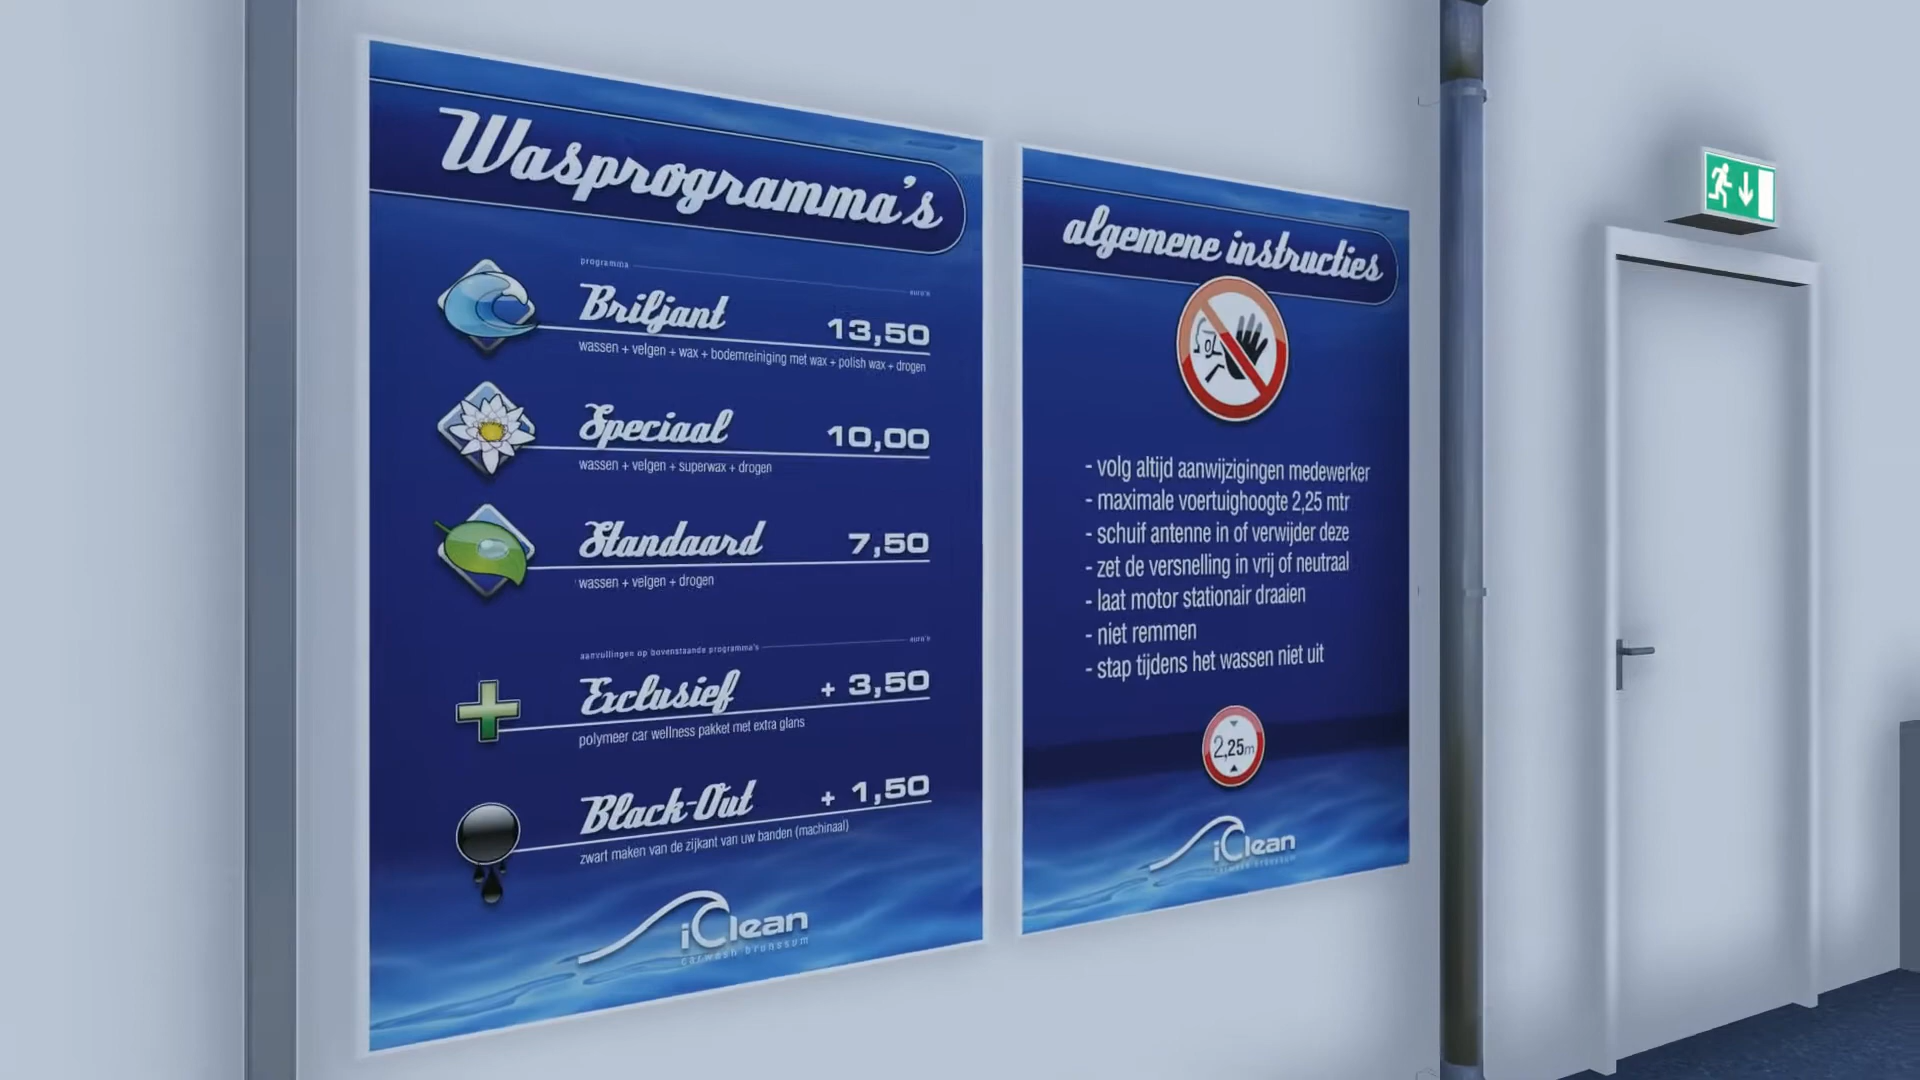 Wasprogramma's
programma
euro's
Briljant 13,50
wassen + velgen + wax + bodemreiniging met wax + polish wax + drogen
Speciaal 10,00
wassen + velgen + superwax + drogen
Standaard 7,50
wassen + velgen + drogen
aanvullingen op bovenstaande programma's
euro's
Exclusief + 3,50
polymeer car wellness pakket met extra glans
Black-Out + 1,50
zwart maken van de zijkant van uw banden (machinaal)
iClean
carwash brunssum
algemene instructies
- volg altijd aanwijzigingen medewerker
- maximale voertuighoogte 2,25 mtr
- schuif antenne in of verwijder deze
- zet de versnelling in vrij of neutraal
- laat motor stationair draaien
- niet remmen
- stap tijdens het wassen niet uit
2,25m
iClean
carwash brunssum